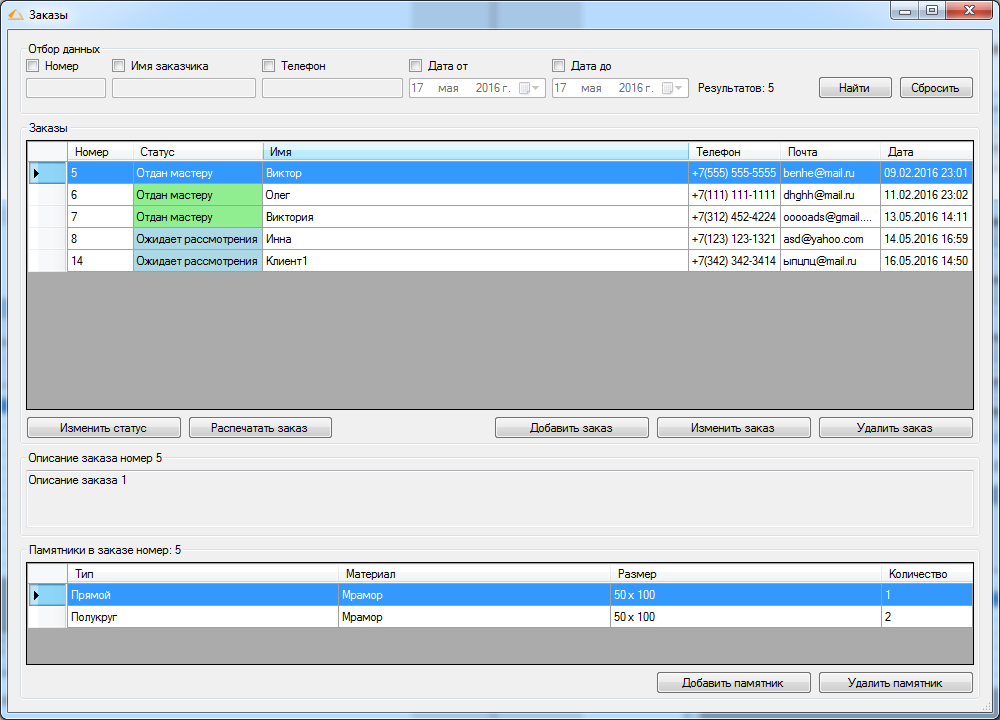 Заказы
Отбор данных
Номер Имя заказчика Телефон Дата от Дата до
17 мая 2016 г. 17 мая 2016 г. Результатов: 5 Найти Сбросить
Заказы
Номер Статус Имя Телефон Почта Дата
5 Отдан мастеру Виктор +7(555) 555-5555 benhe@mail.ru 09.02.2016 23:01
6 Отдан мастеру Олег +7(111) 111-1111 dhghh@mail.ru 11.02.2016 23:02
7 Отдан мастеру Виктория +7(312) 452-4224 ooooads@gmail.... 13.05.2016 14:11
8 Ожидает рассмотрения Инна +7(123) 123-1321 asd@yahoo.com 14.05.2016 16:59
14 Ожидает рассмотрения Клиент1 +7(342) 342-3414 ыпцпц@mail.ru 16.05.2016 14:50
Изменить статус Распечатать заказ Добавить заказ Изменить заказ Удалить заказ
Описание заказа номер 5
Описание заказа 1
Памятники в заказе номер: 5
Тип Материал Размер Количество
Прямой Мрамор 50 x 100 1
Полукруг Мрамор 50 x 100 2
Добавить памятник Удалить памятник